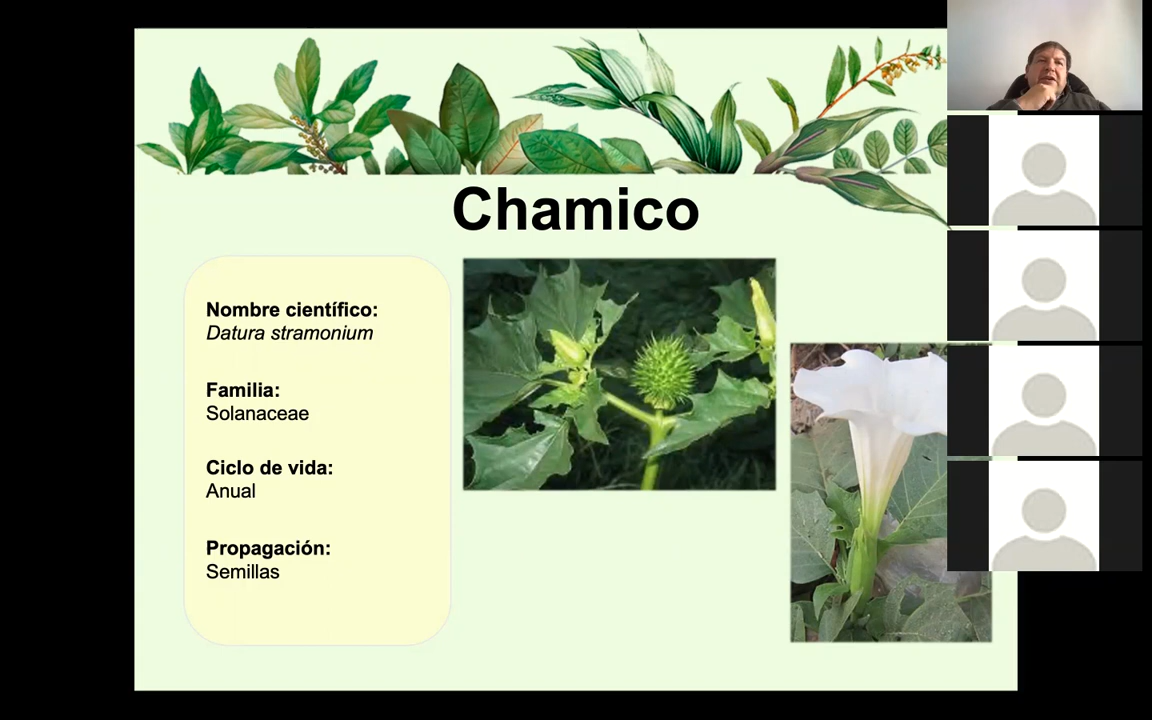 Chamico
Nombre científico:
Datura stramonium
Familia:
Solanaceae
Ciclo de vida:
Anual
Propagación:
Semillas